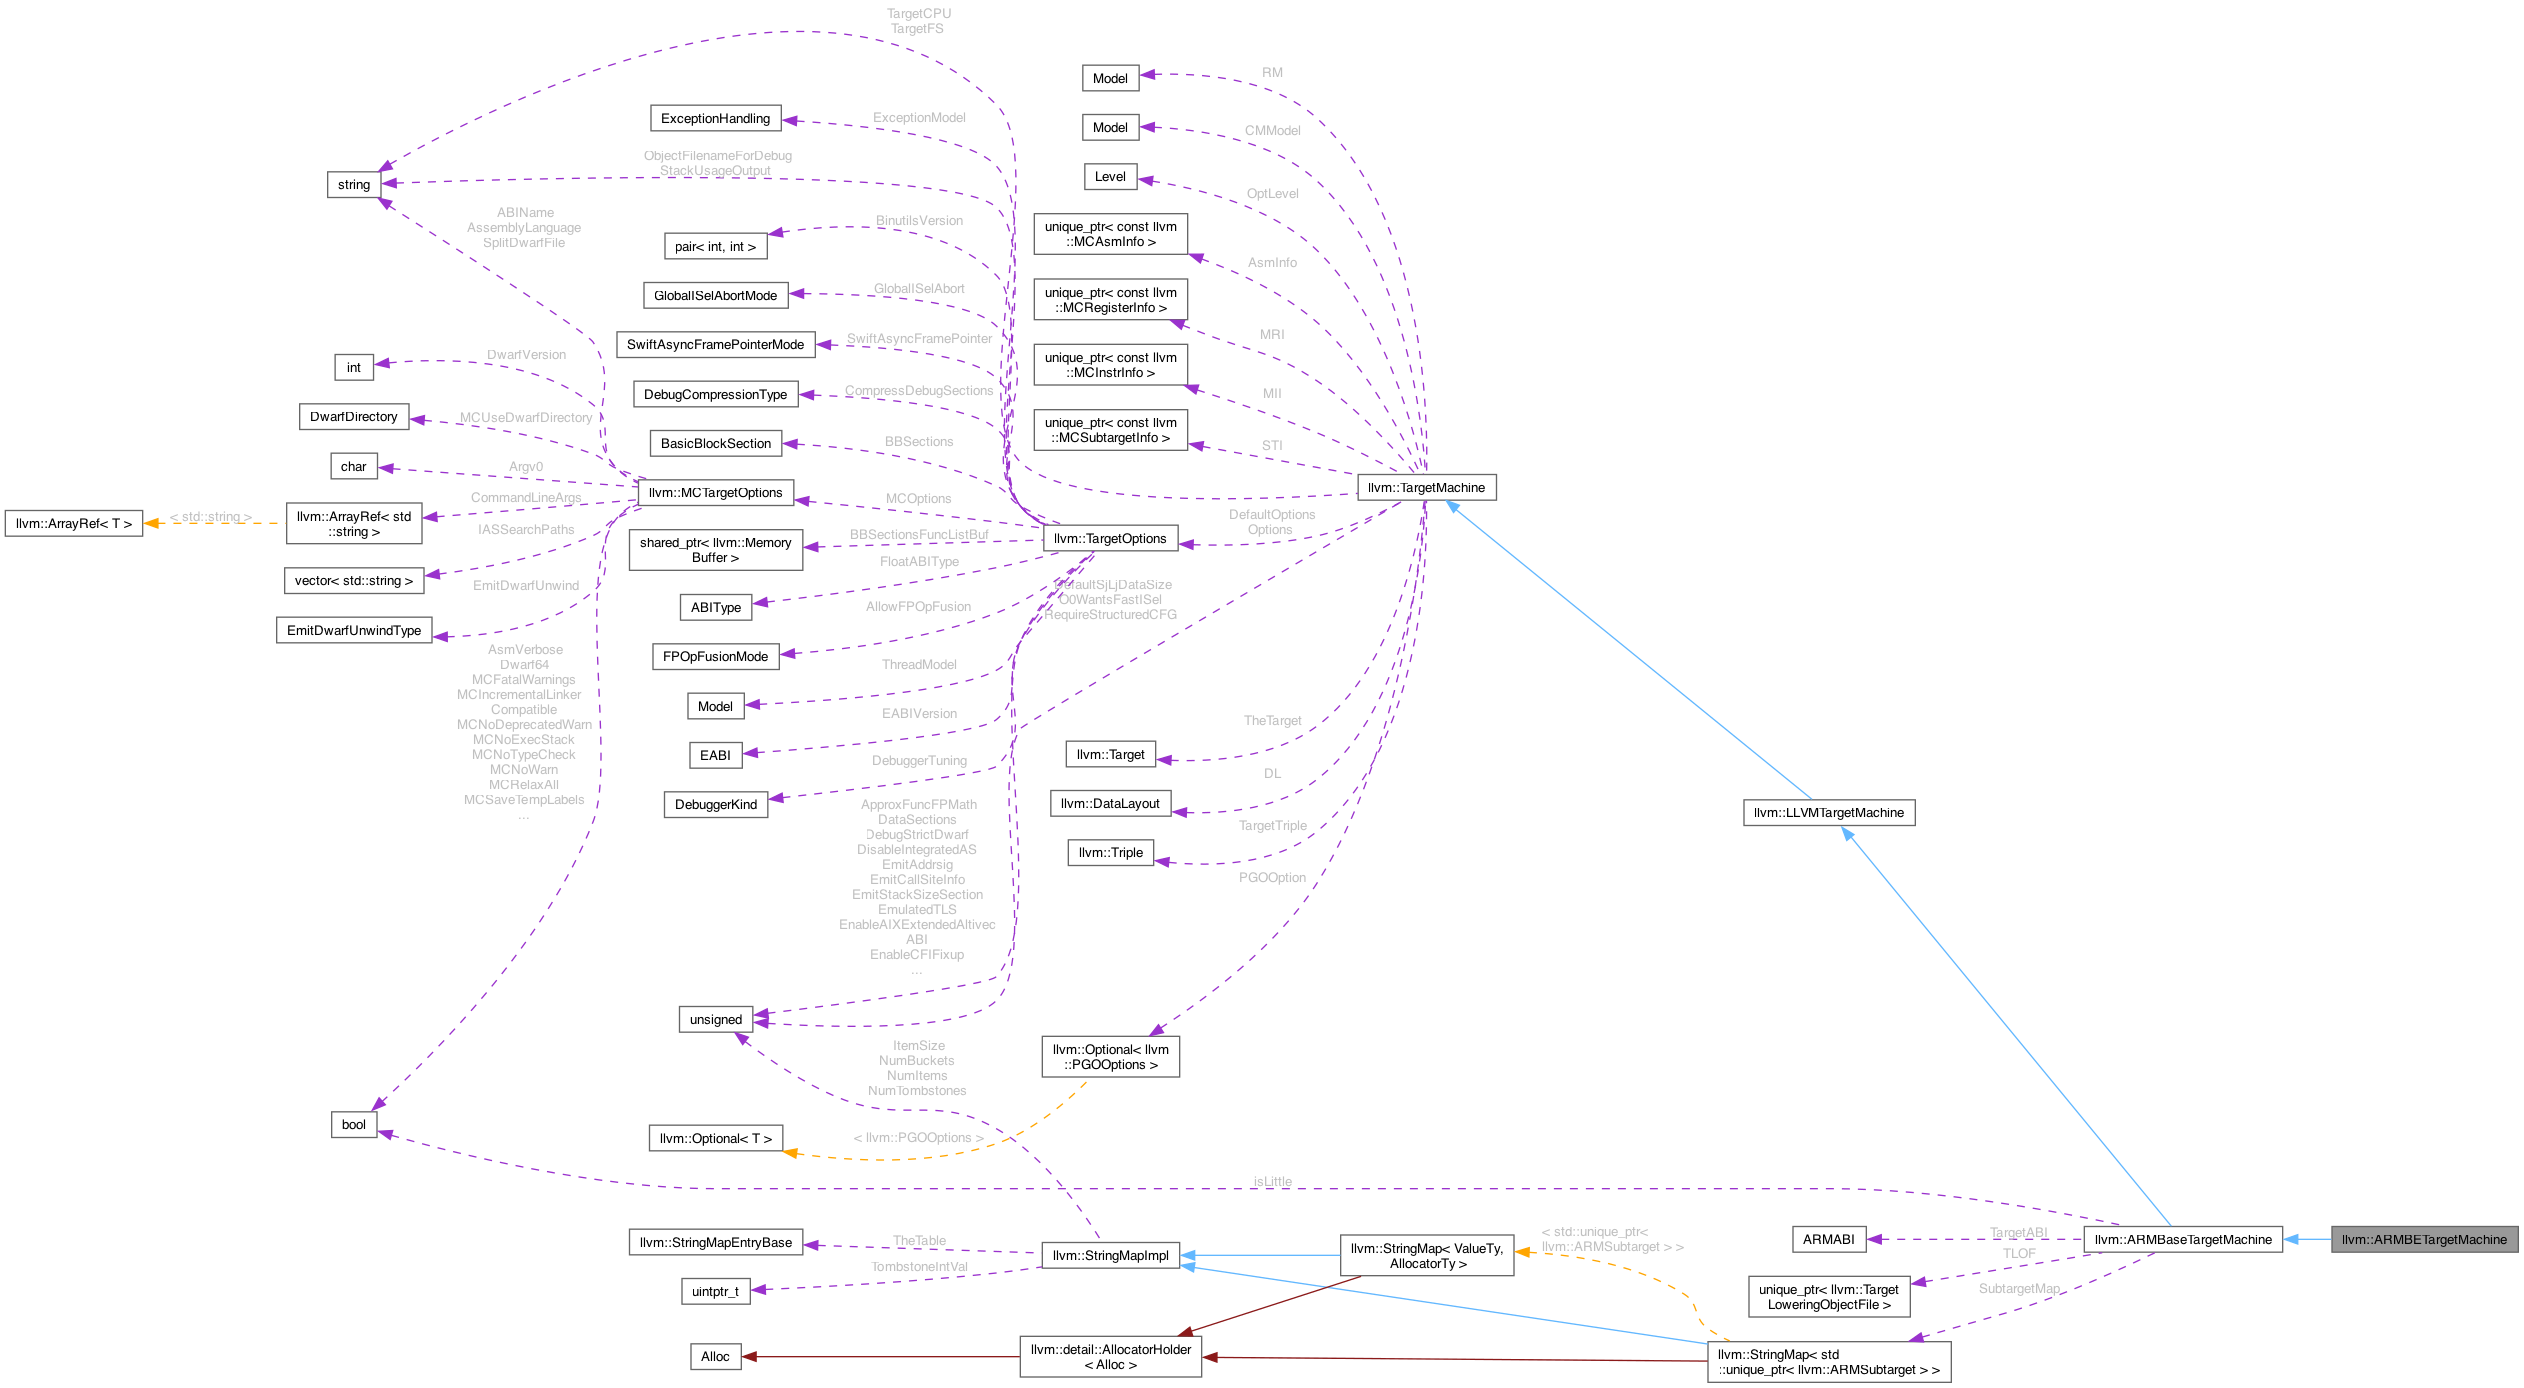 TargetCPU
TargetFS
Model
RM
ExceptionHandling
ExceptionModel
Model
CMModel
ObjectFilenameForDebug
StackUsageOutput
string
Level
OptLevel
ABIName
AssemblyLanguage
SplitDwarfFile
pair< int, int >
BinutilsVersion
unique_ptr< const llvm
::MCAsmInfo >
AsmInfo
GlobalISelAbortMode
GlobalISelAbort
unique_ptr< const llvm
::MCRegisterInfo >
MRI
SwiftAsyncFramePointerMode
SwiftAsyncFramePointer
int
DwarfVersion
unique_ptr< const llvm
::MCInstrInfo >
MII
DebugCompressionType
CompressDebugSections
DwarfDirectory
MCUseDwarfDirectory
BasicBlockSection
BBSections
unique_ptr< const llvm
::MCSubtargetInfo >
STI
char
Argv0
llvm::MCTargetOptions
MCOptions
llvm::TargetMachine
llvm::ArrayRef< T >
< std::string >
llvm::ArrayRef< std
::string >
CommandLineArgs
IASSearchPaths
shared_ptr< llvm::Memory
Buffer >
BBSectionsFuncListBuf
llvm::TargetOptions
DefaultOptions
Options
vector< std::string >
EmitDwarfUnwind
FloatABIType
ABIType
DefaultSjLjDataSize
O0WantsFastISel
RequireStructuredCFG
AllowFPOpFusion
EmitDwarfUnwindType
FPOpFusionMode
AsmVerbose
Dwarf64
MCFatalWarnings
MCIncrementalLinker
Compatible
MCNoDeprecatedWarn
MCNoExecStack
MCNoTypeCheck
MCNoWarn
MCRelaxAll
MCSaveTempLabels
...
ThreadModel
Model
EABIVersion
EABI
TheTarget
llvm::Target
DebuggerTuning
DebuggerKind
DL
llvm::DataLayout
TargetTriple
llvm::Triple
llvm::LLVMTargetMachine
ApproxFuncFPMath
DataSections
DebugStrictDwarf
DisableIntegratedAS
EmitAddrsig
EmitCallSiteInfo
EmitStackSizeSection
EmulatedTLS
EnableAIXExtendedAltivec
ABI
EnableCFIFixup
...
PGOOption
unsigned
ItemSize
NumBuckets
NumItems
NumTombstones
llvm::Optional< llvm
::PGOOptions >
bool
llvm::Optional< T >
< llvm::PGOOptions >
isLittle
llvm::StringMapEntryBase
TheTable
llvm::StringMapImpl
llvm::StringMap< ValueTy,
AllocatorTy >
< std::unique_ptr<
llvm::ARMSubtarget > >
ARMABI
TargetABI
TLOF
llvm::ARMBaseTargetMachine
llvm::ARMBETargetMachine
uintptr_t
TombstoneIntVal
unique_ptr< llvm::Target
LoweringObjectFile >
SubtargetMap
Alloc
llvm::detail::AllocatorHolder
< Alloc >
llvm::StringMap< std
::unique_ptr< llvm::ARMSubtarget > >